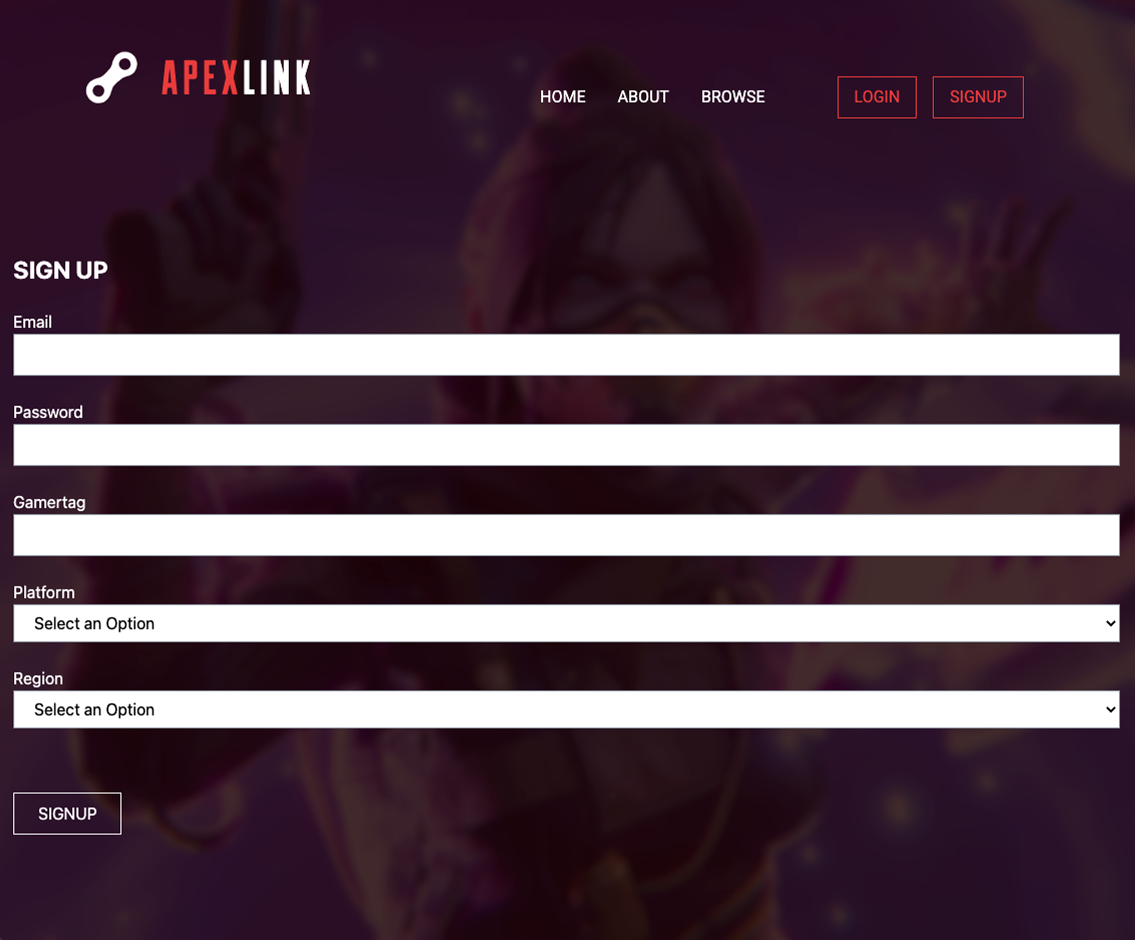 APEXLINK
HOME ABOUT BROWSE LOGIN SIGNUP
SIGN UP
Email
Password
Gamertag
Platform
Select an Option
Region
Select an Option
SIGNUP